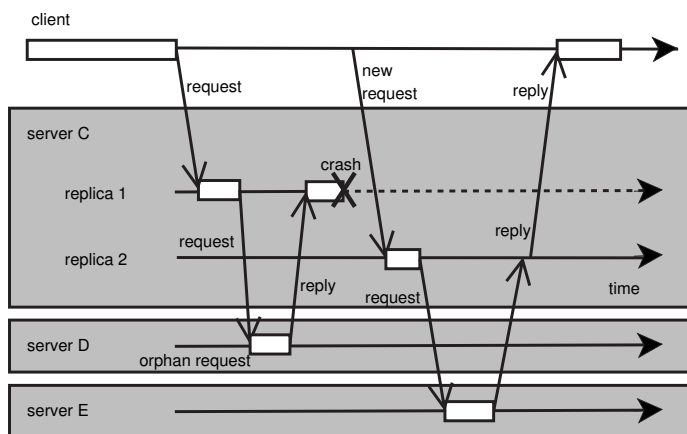 client
request
new
request
reply
server C
crash
replica 1
request
reply
replica 2
reply
request
time
server D
orphan request
server E